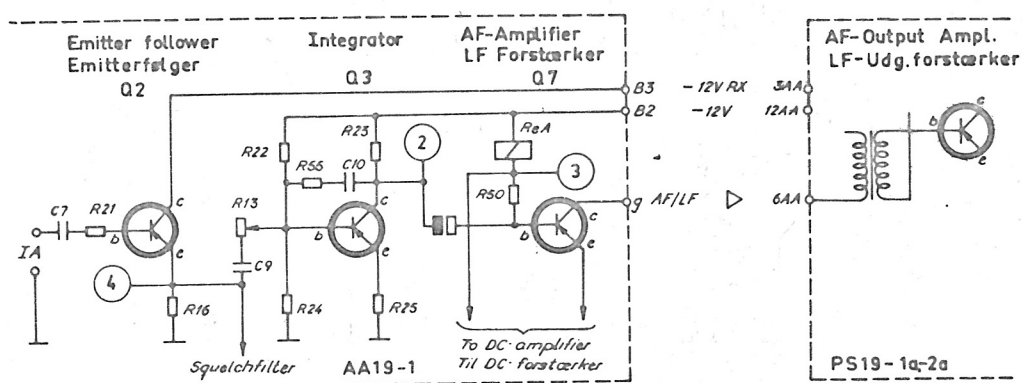 Emitter follower
Emitterfølger
Q2
Integrator
Q3
AF-Amplifier
LF Forstærker
Q7
AF-Output Ampl.
LF-Udg.forstærker
B3 -12V RX 3AA
B2 -12V 12AA
R22
R23
ReA
c
b
e
R56
C10
2
3
R50
C7
R21
b
c
e
R13
b
c
e
b
c
e
g AF/LF ▷ 6AA
IA
4
C9
R16
R24
R25
Squelchfilter
AA19-1
To DC-amplifier
Til DC-forstærker
PS19-1a-2a